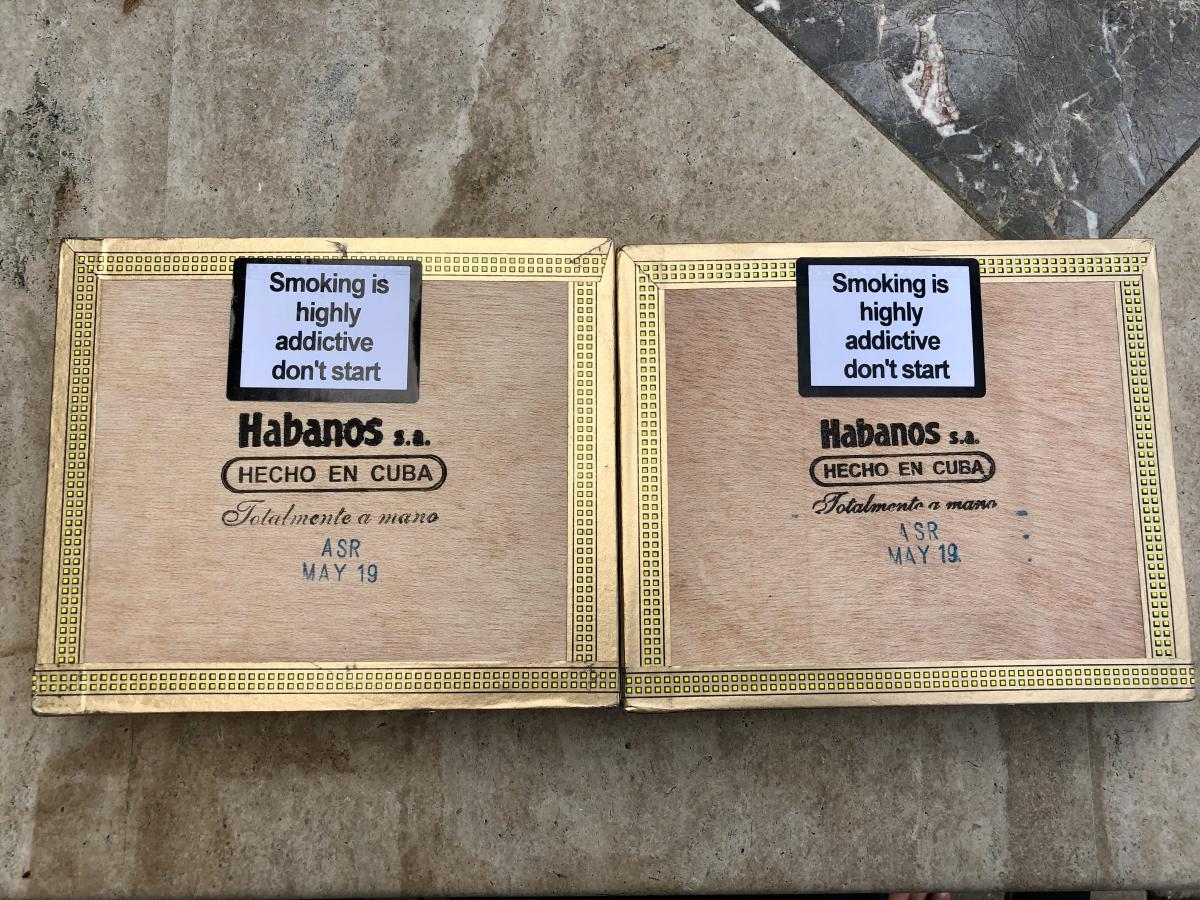 Smoking is
highly
addictive
don't start
Habanos s.a.
HECHO EN CUBA
Totalmente a mano
ASR
MAY 19
Smoking is
highly
addictive
don't start
Habanos s.a.
HECHO EN CUBA
Totalmente a mano
ASR
MAY 19